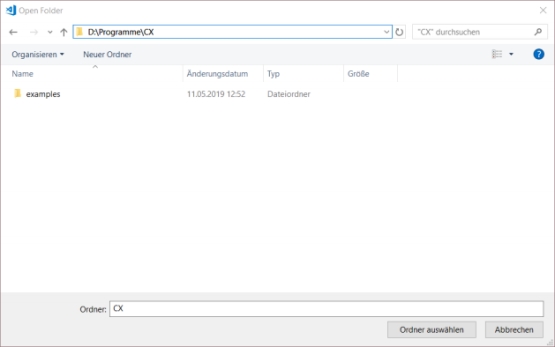 Open Folder
D:\Programme\CX
"CX" durchsuchen
Organisieren
Neuer Ordner
?
Name Änderungsdatum Typ Größe
examples 11.05.2019 12:52 Dateiordner
Ordner: CX
Ordner auswählen Abbrechen